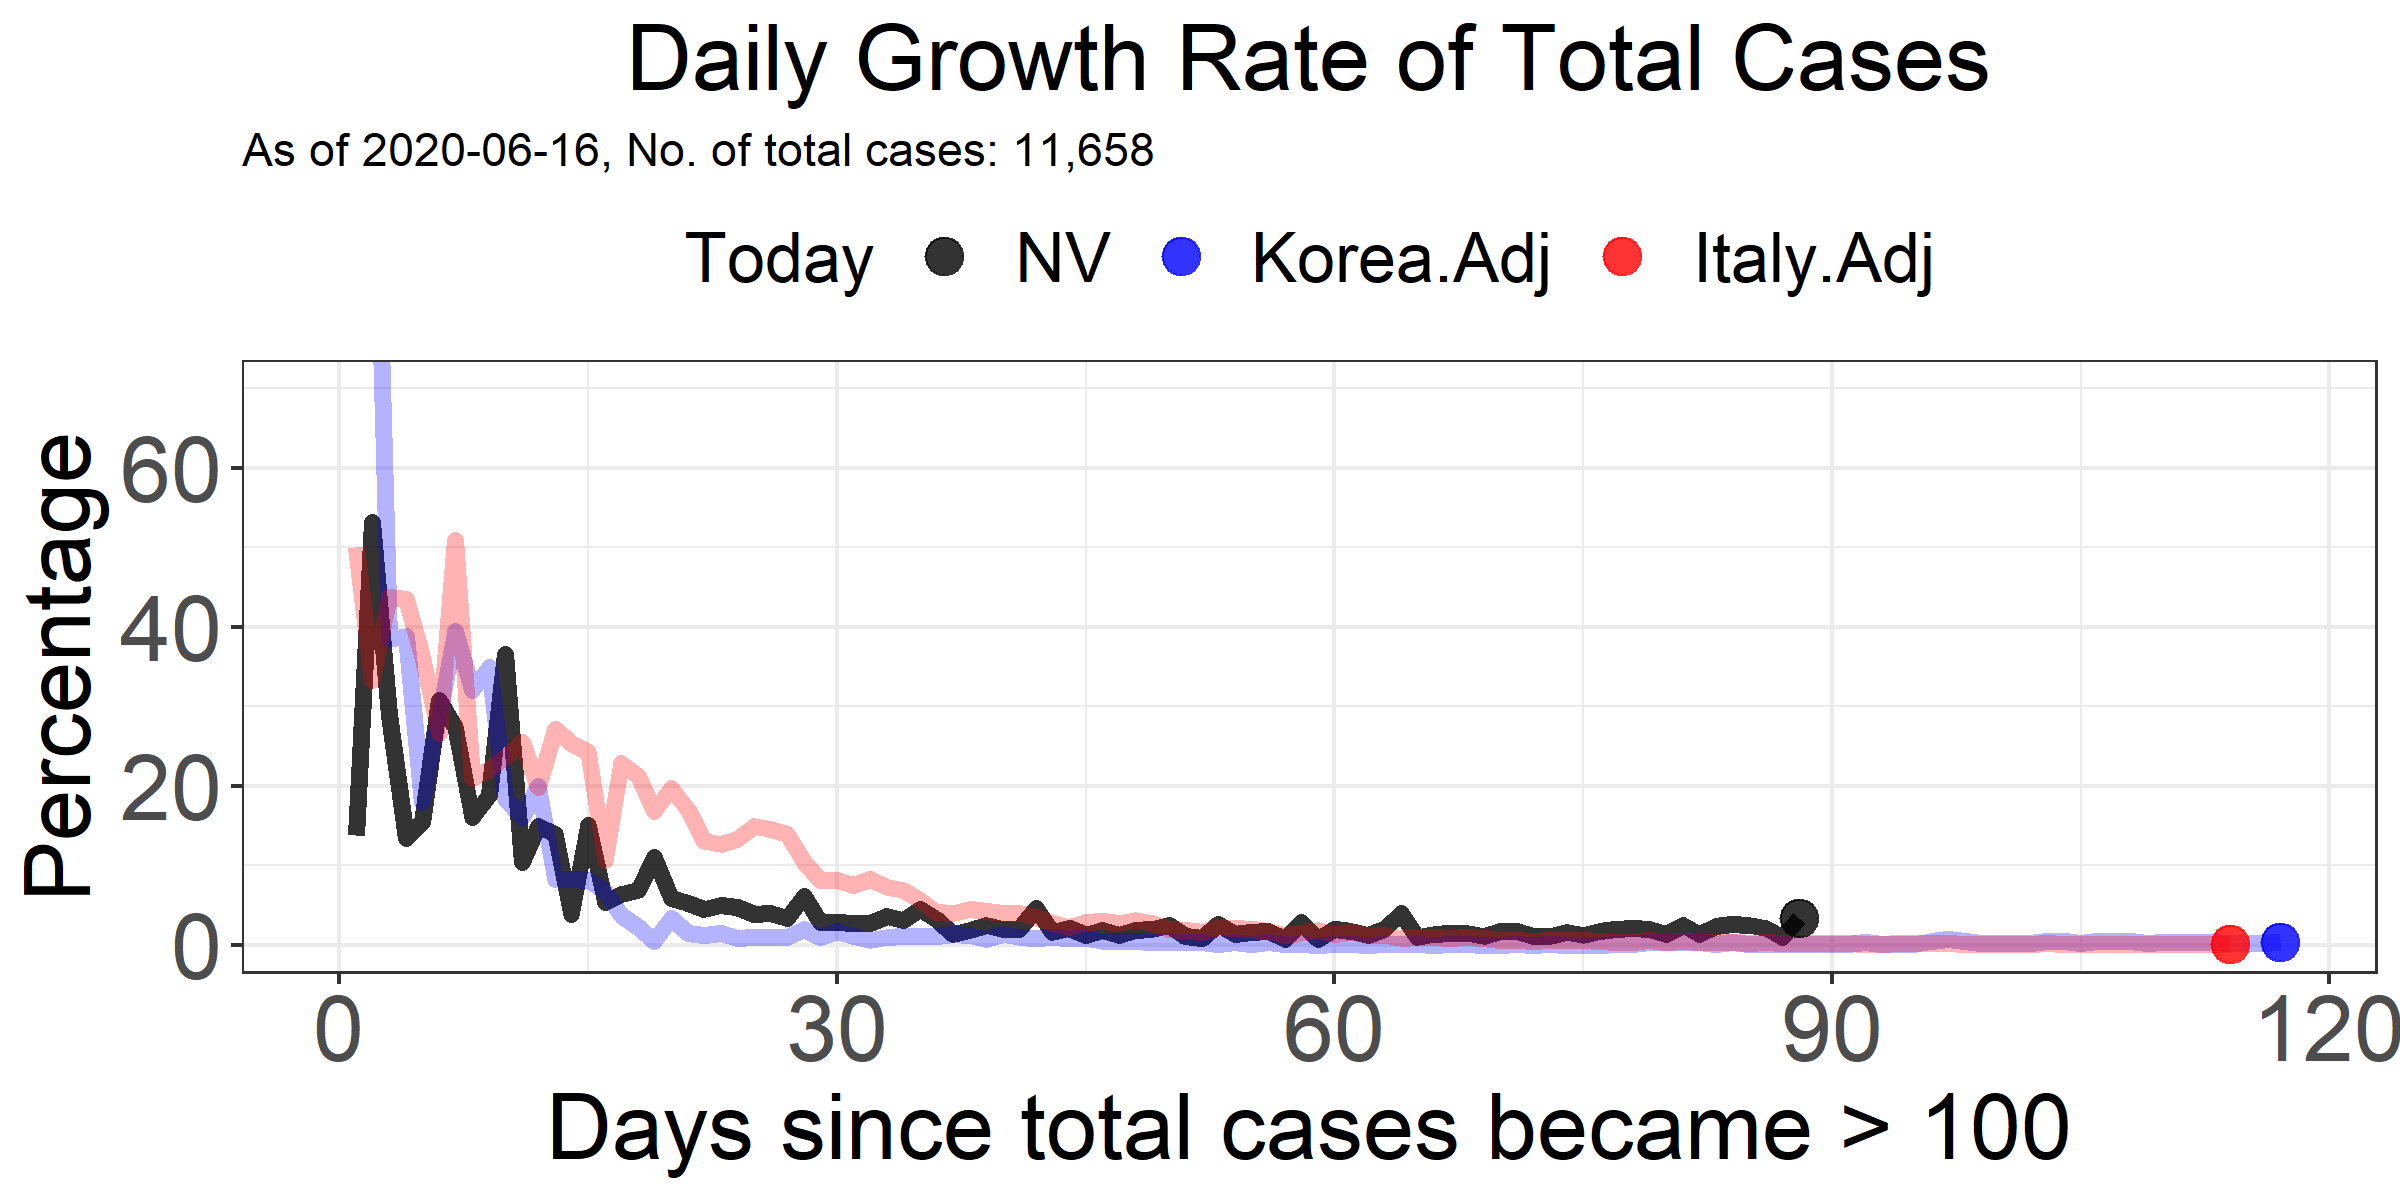 Daily Growth Rate of Total Cases
As of 2020-06-16, No. of total cases: 11,658
Today NV Korea.Adj Italy.Adj
Percentage
60
40
20
0
0 30 60 90 120
Days since total cases became > 100